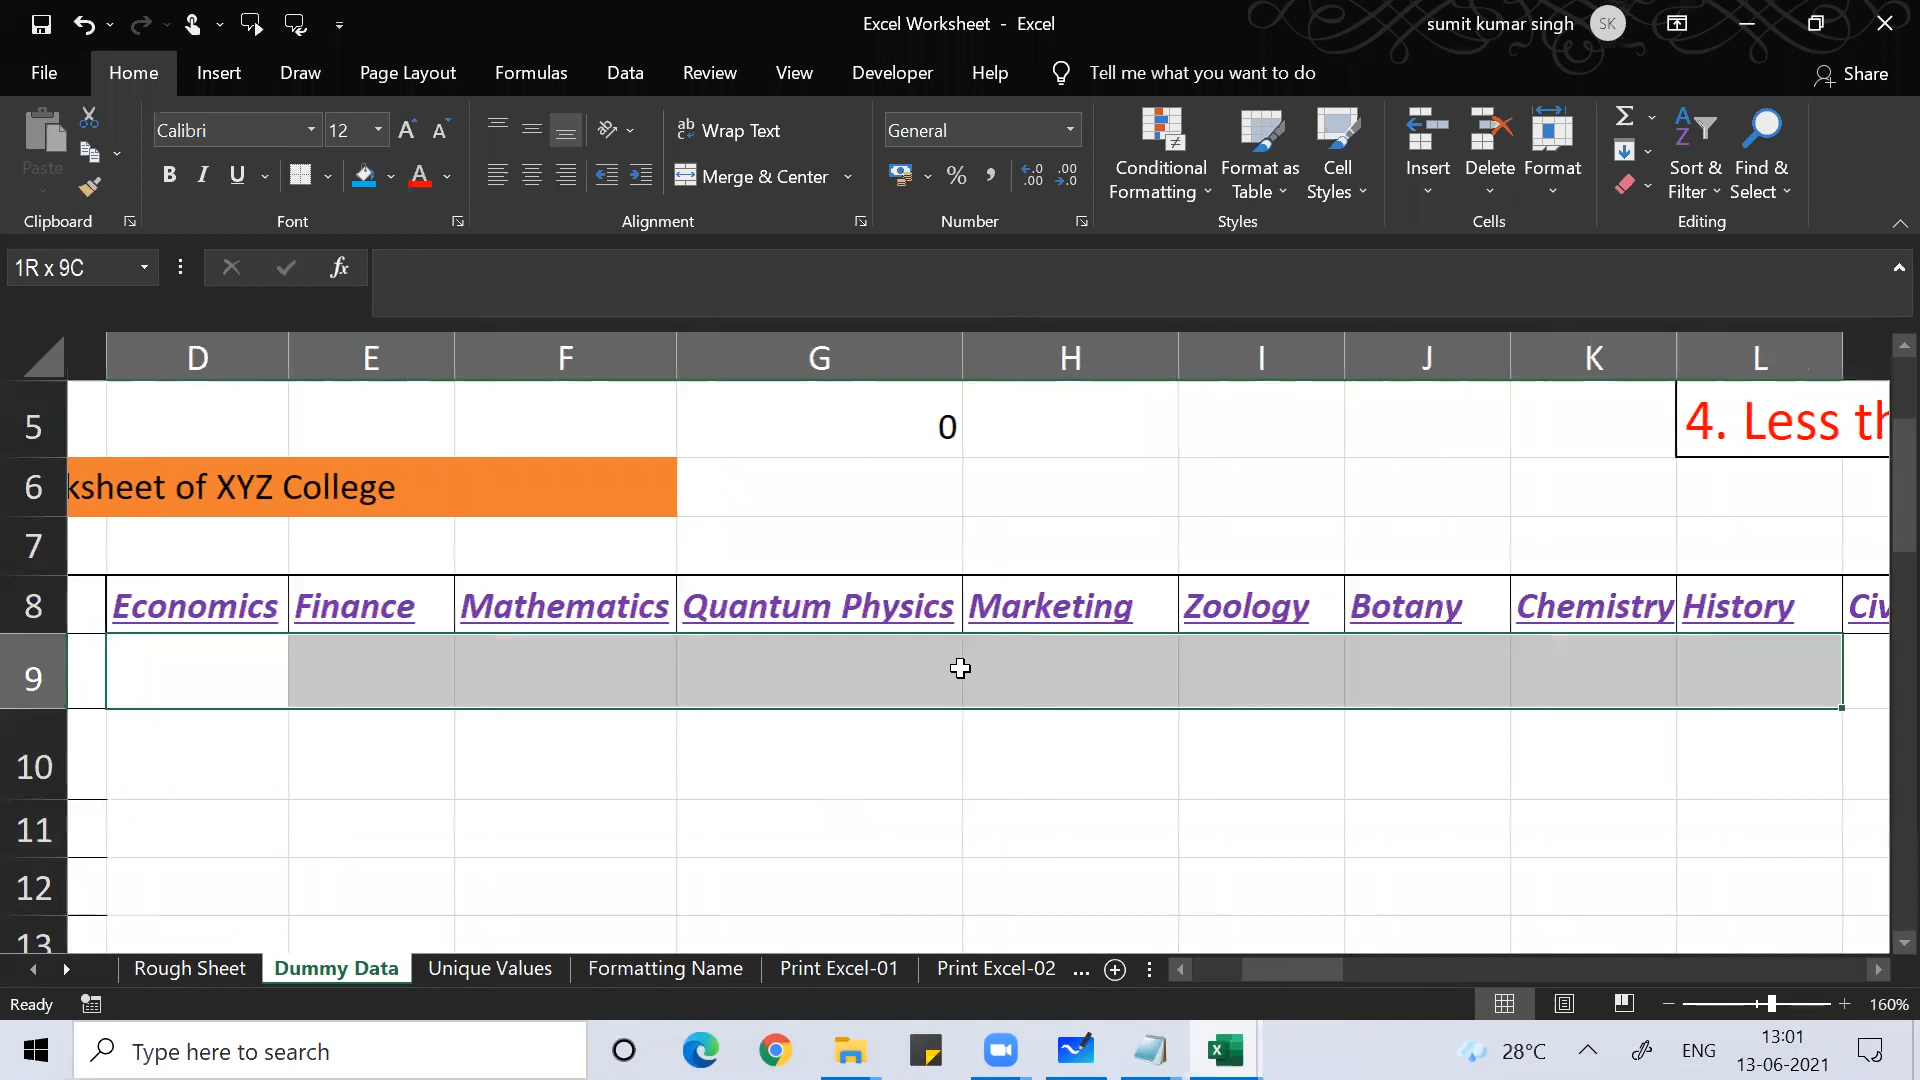 Excel Worksheet - Excel
sumit kumar singh SK
File Home Insert Draw Page Layout Formulas Data Review View Developer Help Tell me what you want to do Share
Paste
Calibri 12
B I U
A A
Wrap Text
Merge & Center
General
% , .00
Conditional Formatting
Format as Table
Cell Styles
Insert Delete Format
Sort & Filter
Find & Select
Clipboard Font Alignment Number Styles Cells Editing
1R x 9C fx
D E F G H I J K L
5 0 4. Less th
6 ksheet of XYZ College
7
8 Economics Finance Mathematics Quantum Physics Marketing Zoology Botany Chemistry History Civ
9
10
11
12
13
Rough Sheet Dummy Data Unique Values Formatting Name Print Excel-01 Print Excel-02 ...
Ready 160%
Type here to search 28°C ENG 13:01
13-06-2021